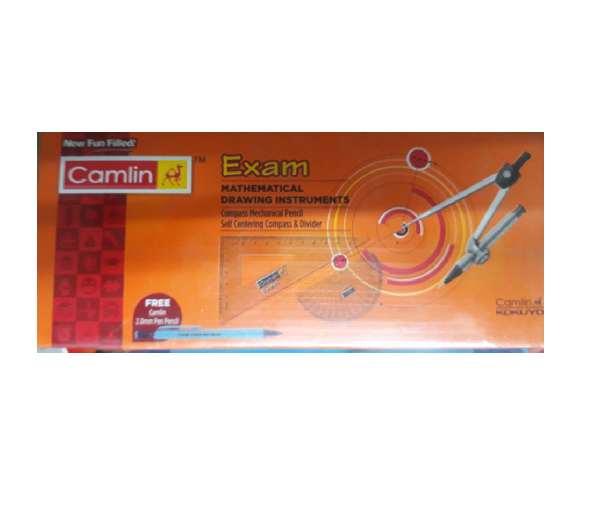 New Fun Filled!
Camlin
TM
Exam
MATHEMATICAL
DRAWING INSTRUMENTS
Compass Mechanical Pencil
Self Centering Compass & Divider
FREE
Camlin
2.0mm Pen Pencil
Camlin
KOKUYO